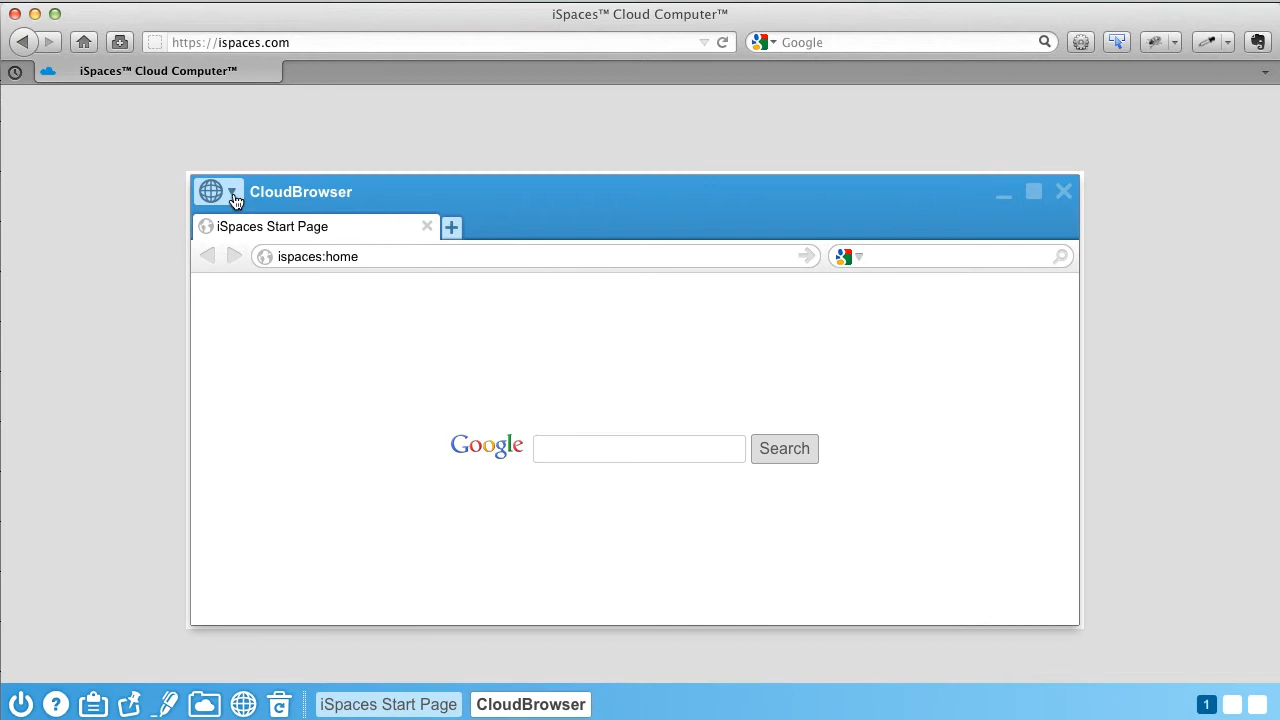 iSpaces™ Cloud Computer™
https://ispaces.com
Google
iSpaces™ Cloud Computer™
CloudBrowser
iSpaces Start Page
ispaces:home
Google
Search
iSpaces Start Page
CloudBrowser
1